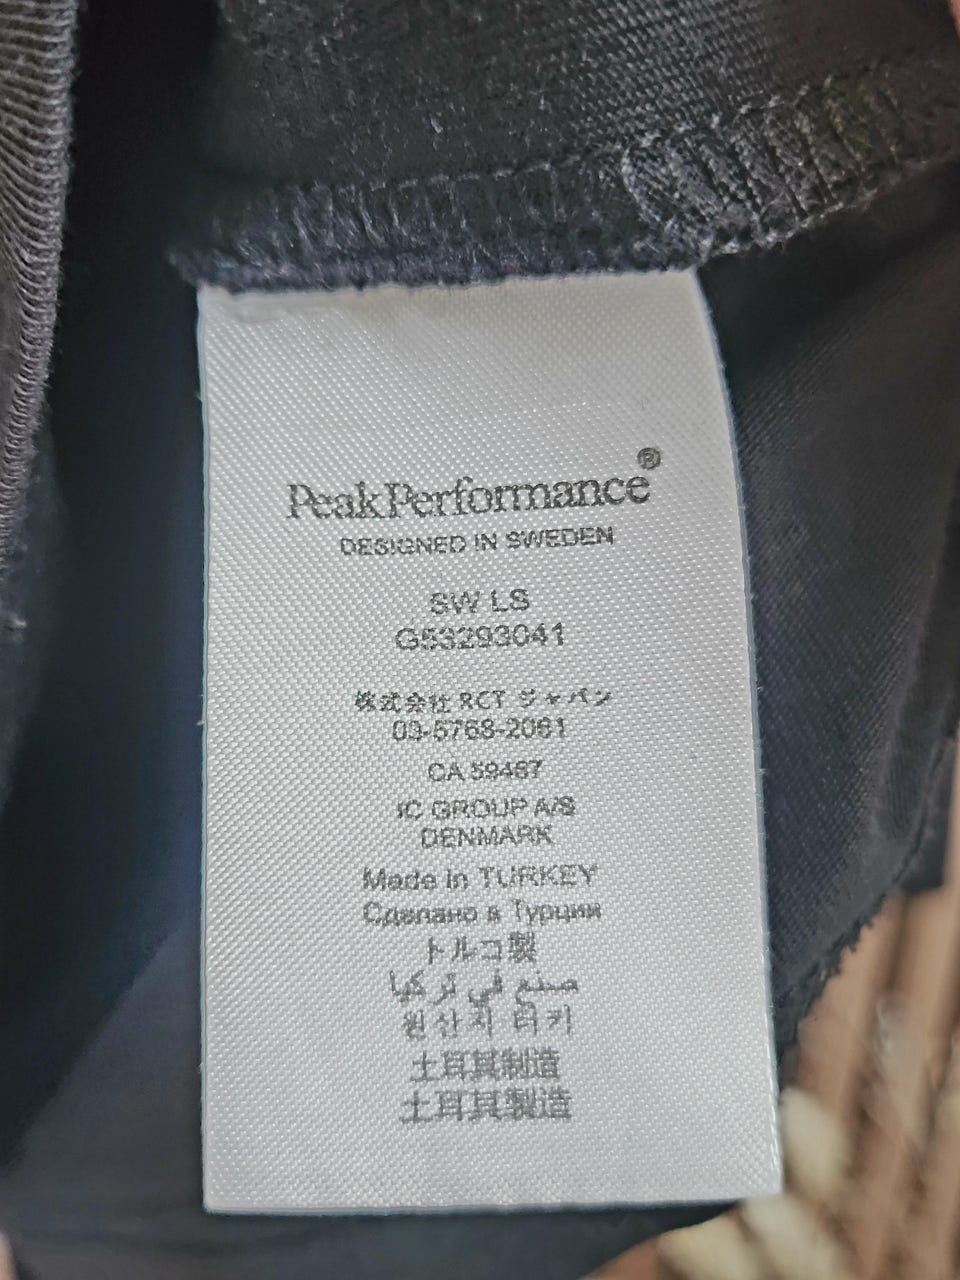 PeakPerformance®
DESIGNED IN SWEDEN
SW LS
G53293041
株式会社 RCT ジャパン
03-5768-2061
CA 59467
IC GROUP A/S
DENMARK
Made in TURKEY
Сделано в Турции
トルコ製
صنع في تركيا
원산지 터키
土耳其制造
土耳其製造